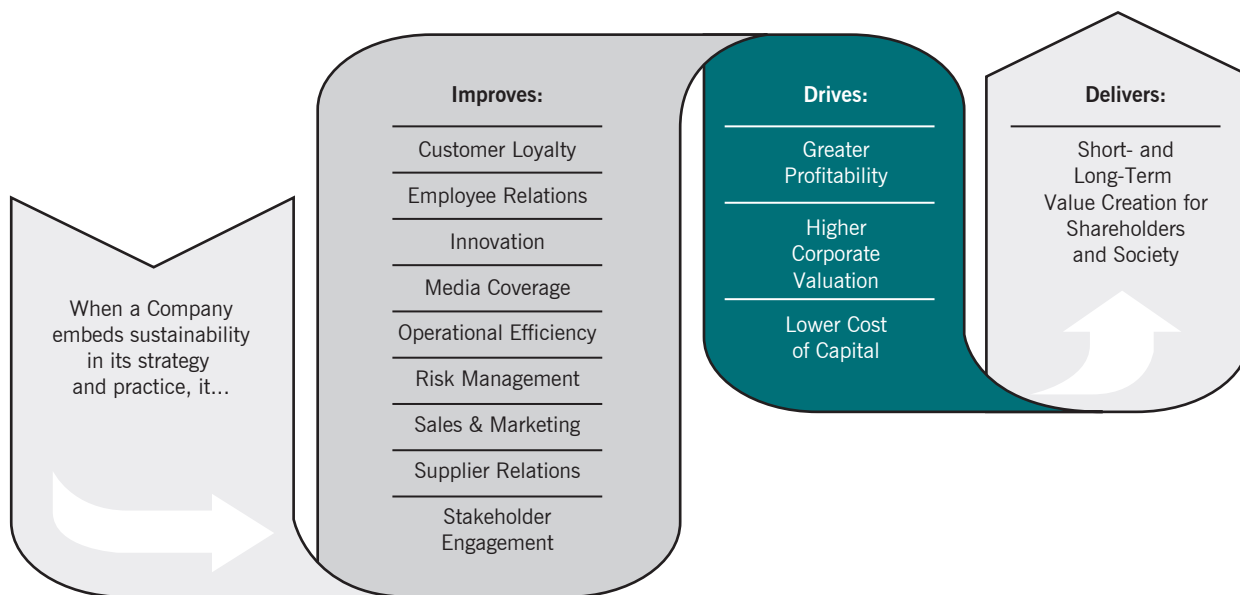 When a Company
embeds sustainability
in its strategy
and practice, it...
Improves:
Customer Loyalty
Employee Relations
Innovation
Media Coverage
Operational Efficiency
Risk Management
Sales & Marketing
Supplier Relations
Stakeholder
Engagement
Drives:
Greater
Profitability
Higher
Corporate
Valuation
Lower Cost
of Capital
Delivers:
Short- and
Long-Term
Value Creation for
Shareholders
and Society